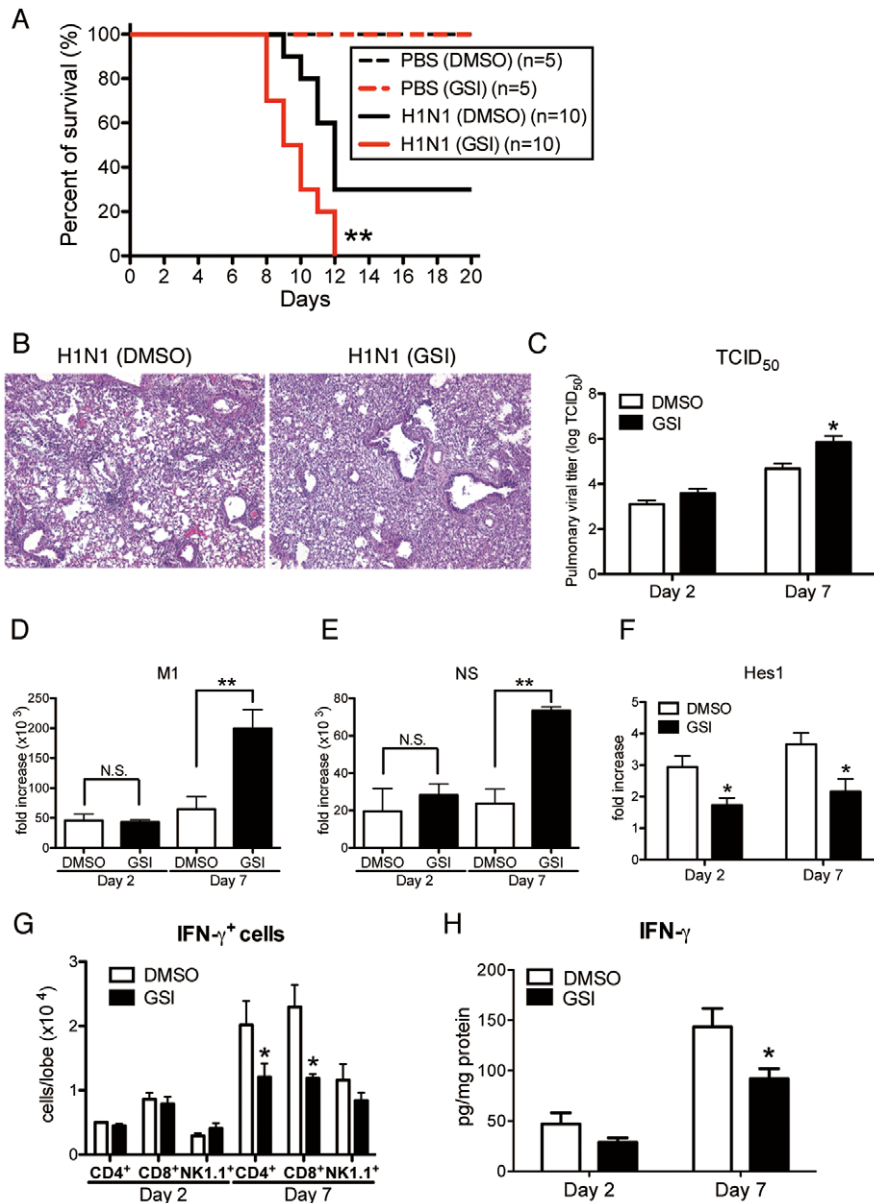 A
Percent of survival (%)
100
80
60
40
20
0
0 2 4 6 8 10 12 14 16 18 20
Days
PBS (DMSO) (n=5)
PBS (GSI) (n=5)
H1N1 (DMSO) (n=10)
H1N1 (GSI) (n=10)
**
B
H1N1 (DMSO) H1N1 (GSI)
C
TCID50
Pulmonary viral titer (log TCID50)
8
6
4
2
0
DMSO
GSI
*
Day 2 Day 7
D
M1
fold increase (x10 3)
250
200
150
100
50
0
N.S.
**
DMSO GSI DMSO GSI
Day 2 Day 7
E
NS
fold increase (x10 3)
80
60
40
20
0
N.S.
**
DMSO GSI DMSO GSI
Day 2 Day 7
F
Hes1
fold increase
5
4
3
2
1
0
DMSO
GSI
* *
Day 2 Day 7
G
IFN-γ+ cells
cells/lobe (x10 4)
3
2
1
0
DMSO
GSI
* *
CD4+ CD8+ NK1.1+ CD4+ CD8+ NK1.1+
Day 2 Day 7
H
IFN-γ
pg/mg protein
200
150
100
50
0
DMSO
GSI
*
Day 2 Day 7